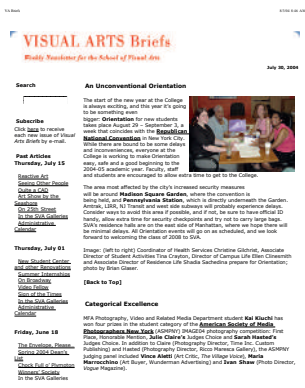 VISUAL ARTS Briefs
Weekly Newsletter for the School of Visual Arts
July 30, 2004
Search
Subscribe
Click here to receive
each new issue of Visual
Arts Briefs by e-mail.
Past Articles
Thursday, July 15
Reactive Art
Seeing Other People
Quite a CAD
Art Show by the
Seashore
On 25th Street
In the SVA Galleries
Administrative
Calendar
Thursday, July 01
New Student Center
and other Renovations
Summer Internships
On Broadway
Video Fellow
Sign of the Times
In the SVA Galleries
Administrative
Calendar
Friday, June 18
The Envelope, Please...
Spring 2004 Dean's
List
Check Full o' Plympton
Women's Society
In the SVA Galleries
An Unconventional Orientation
The start of the new year at the College
is always exciting, and this year it's going
to be something even
bigger: Orientation for new students
takes place August 29 – September 3, a
week that coincides with the Republican
National Convention in New York City.
While there are bound to be some delays
and inconveniences, everyone at the
College is working to make Orientation
easy, safe and a good beginning to the
2004-05 academic year. Faculty, staff
and students are encouraged to allow extra time to get to the College.
The area most affected by the city's increased security measures
will be around Madison Square Garden, where the convention is
being held, and Pennsylvania Station, which is directly underneath the Garden.
Amtrak, LIRR, NJ Transit and west side subways will probably experience delays.
Consider ways to avoid this area if possible, and if not, be sure to have official ID
handy, allow extra time for security checkpoints and try not to carry large bags.
SVA's residence halls are on the east side of Manhattan, where we hope there will
be minimal delays. All Orientation events will go on as scheduled, and we look
forward to welcoming the class of 2008 to SVA.
Image: (left to right) Coordinator of Health Services Christine Gilchrist, Associate
Director of Student Activities Tina Crayton, Director of Campus Life Ellen Clinesmith
and Associate Director of Residence Life Shadia Sachedina prepare for Orientation;
photo by Brian Glaser.
[Back to Top]
Categorical Excellence
MFA Photography, Video and Related Media Department student Kai Kiuchi has
won four prizes in the student category of the American Society of Media
Photographers New York (ASMPNY) IMAGE04 photography competition: First
Place, Honorable Mention, Julie Claire's Judges Choice and Sarah Hasted's
Judges Choice. In addition to Claire (Photography Director, Time Inc. Custom
Publishing) and Hasted (Photography Director, Ricco Maresca Gallery), the ASMPNY
judging panel included Vince Aletti (Art Critic, The Village Voice), Maria
Marrocchino (Art Buyer, Wunderman Advertising) and Ivan Shaw (Photo Director,
Vogue Magazine).